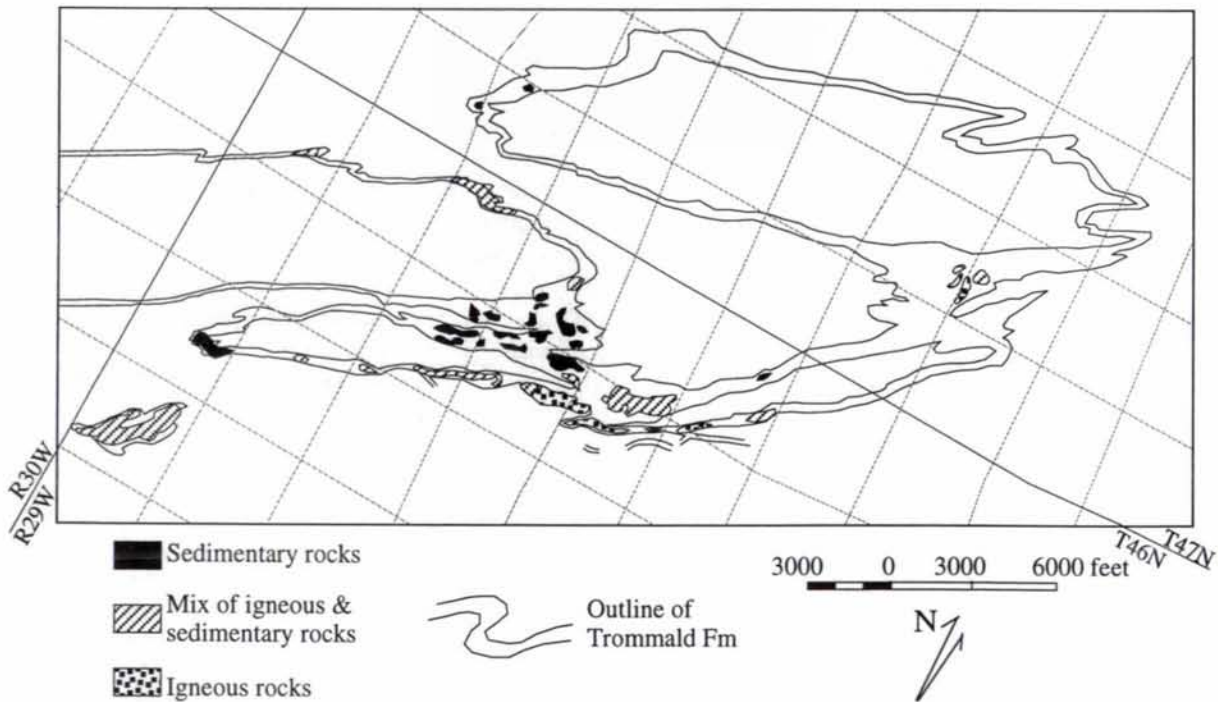 R30W
R29W
T47N
T46N
Sedimentary rocks
Mix of igneous &
sedimentary rocks
Igneous rocks
Outline of
Trommald Fm
3000 0 3000 6000 feet
N